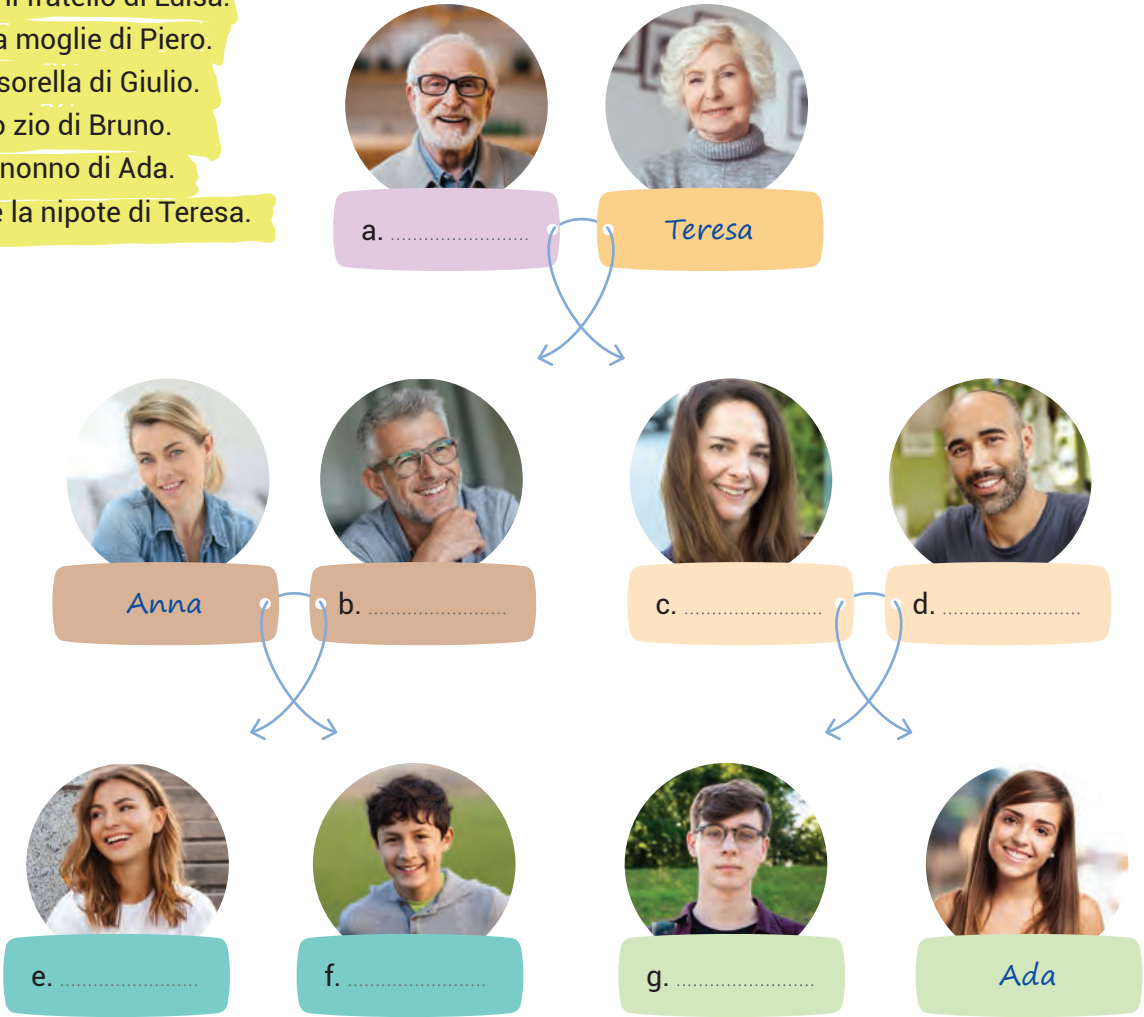 il fratello di Luisa.
a moglie di Piero.
sorella di Giulio.
o zio di Bruno.
nonno di Ada.
è la nipote di Teresa.
a. ........................
Teresa
Anna
b. ........................
c. ........................
d. ........................
e. ........................
f. ........................
g. ........................
Ada